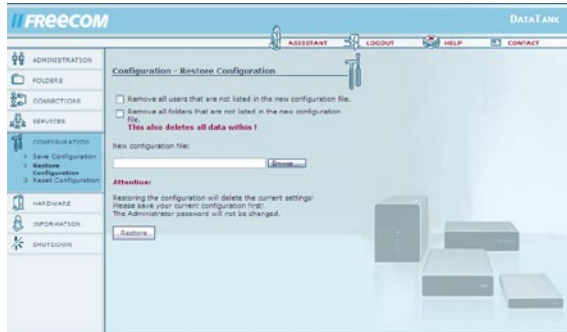 FREECOM
DATATANK
ASSISTANT
LOGOUT
HELP
CONTACT
ADMINISTRATION
FOLDERS
CONNECTIONS
SERVICES
CONFIGURATION
Save Configuration
Restore
Configuration
Reset Configuration
HARDWARE
INFORMATION
SHUTDOWN
Configuration - Restore Configuration
Remove all users that are not listed in the new configuration file.
Remove all folders that are not listed in the new configuration
file.
This also deletes all data within !
New configuration file:
Browse...
Attention:
Restoring the configuration will delete the current settings!
Please save your current configuration first!
The Administrator password will not be changed.
Restore